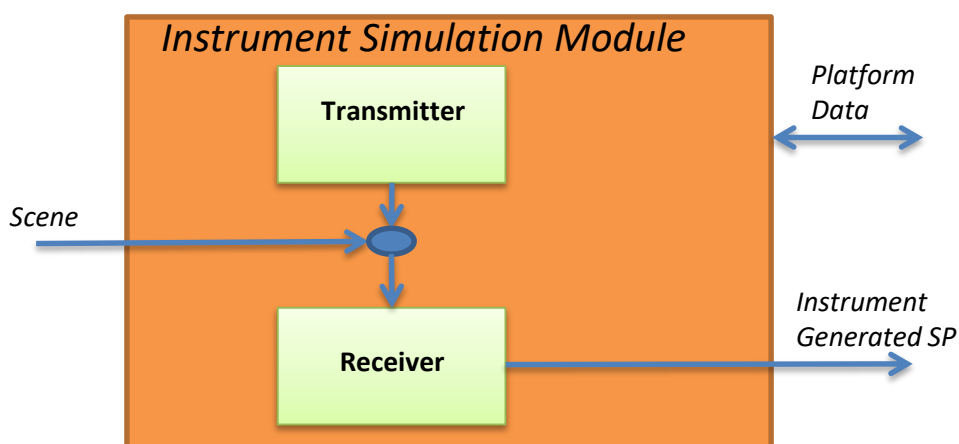 Instrument Simulation Module
Transmitter
Platform
Data
Scene
Instrument
Generated SP
Receiver